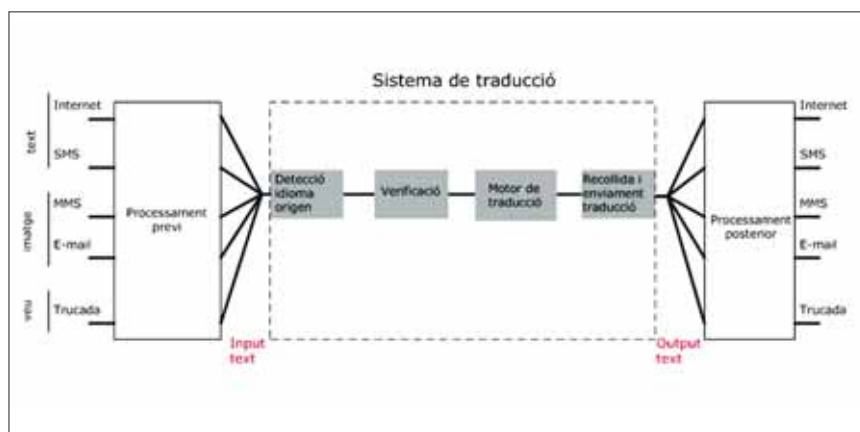 Sistema de traducció
text
Internet
SMS
imatge
MMS
E-mail
veu
Trucada
Processament
previ
Input
text
Detecció
idioma
origen
Verificació
Motor de
traducció
Recollida i
enviament
traducció
Output
text
Processament
posterior
Internet
SMS
MMS
E-mail
Trucada